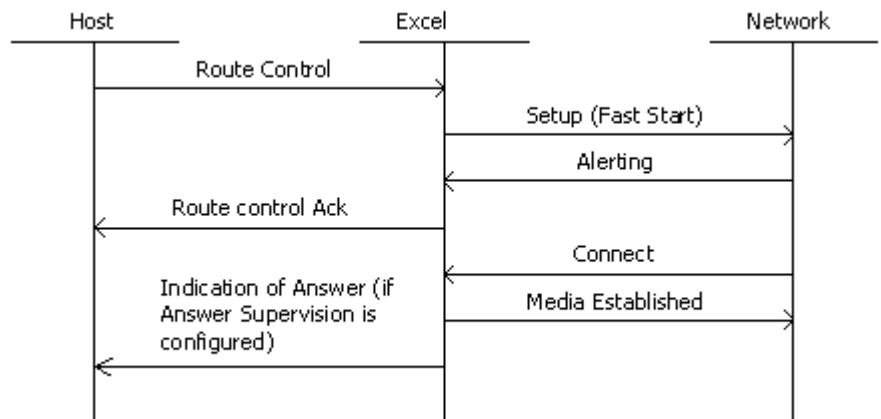 Host
Excel
Network
Route Control
Setup (Fast Start)
Alerting
Route control Ack
Connect
Indication of Answer (if
Answer Supervision is
configured)
Media Established